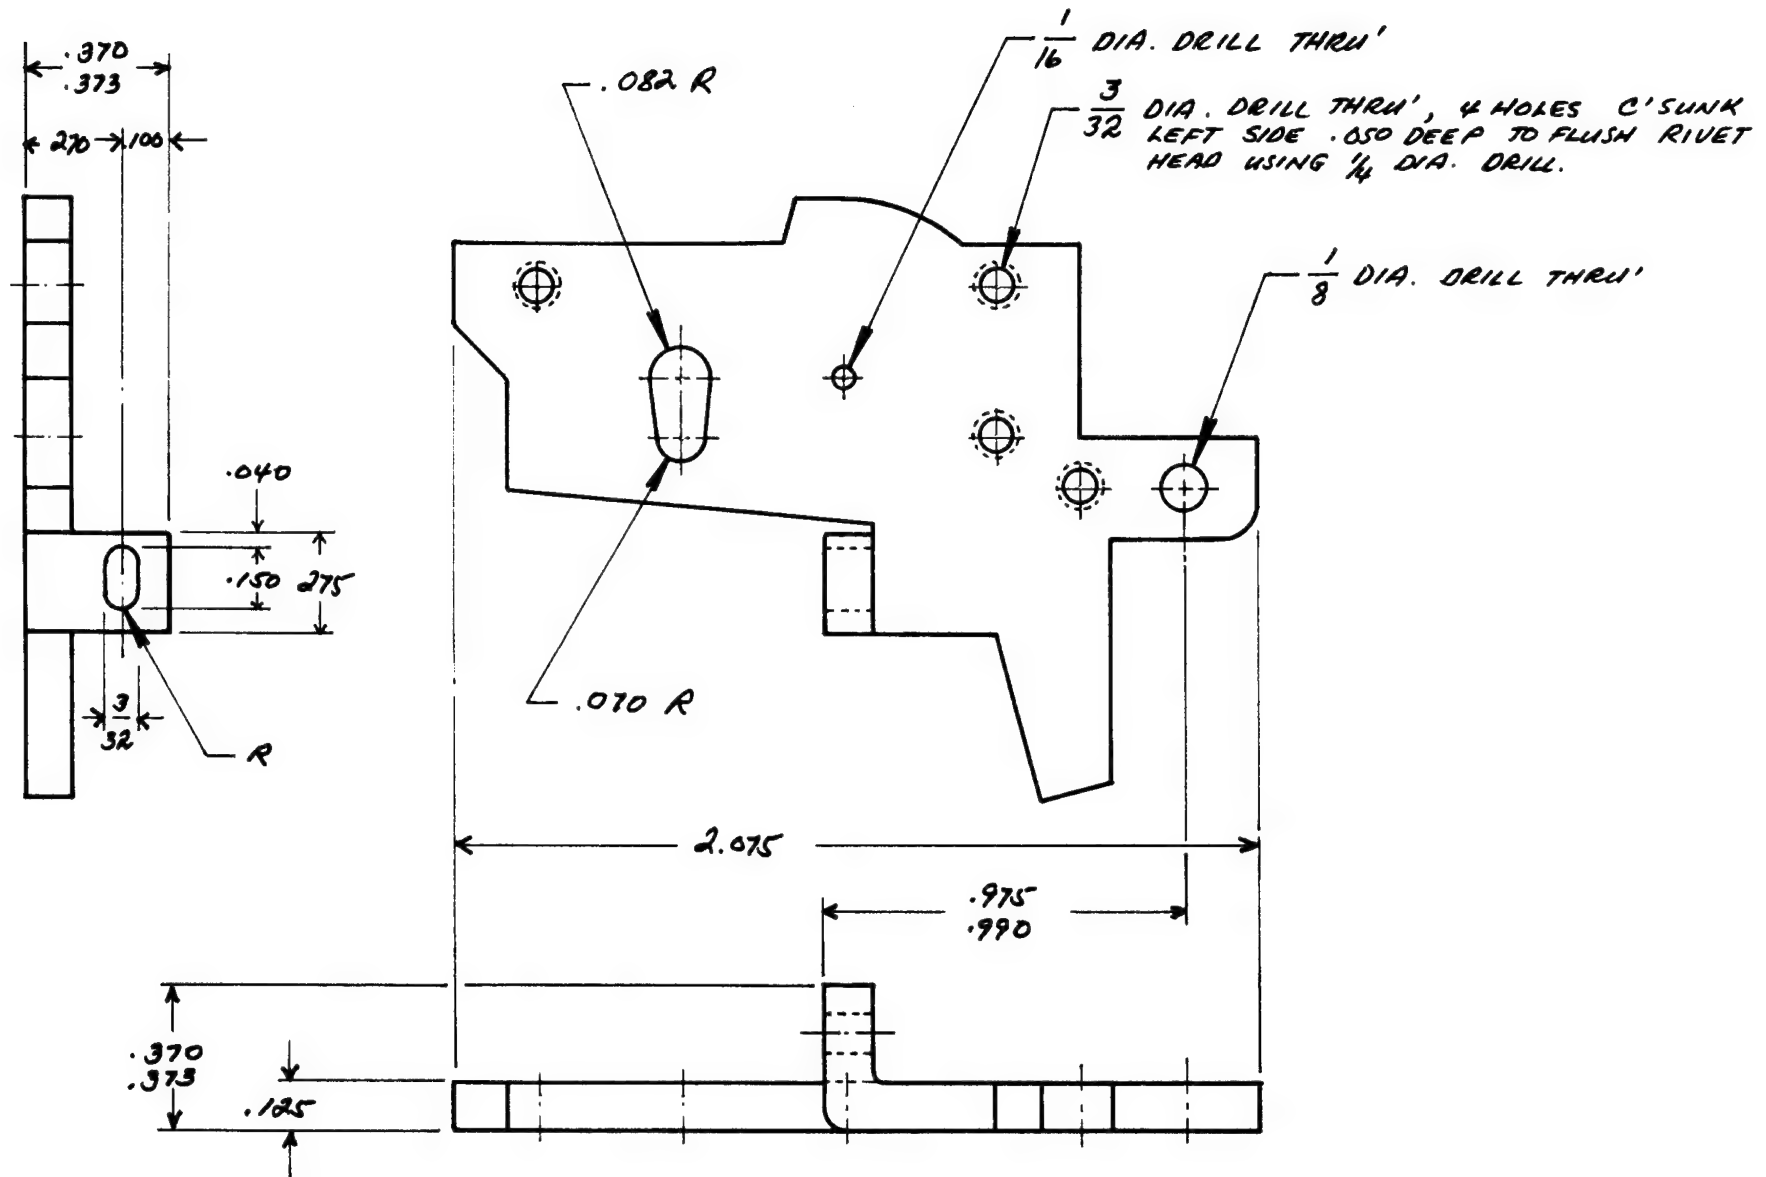 .370
.373
270
100
.082 R
1/16 DIA. DRILL THRU'
3/32 DIA. DRILL THRU', 4 HOLES C'SUNK
LEFT SIDE .050 DEEP TO FLUSH RIVET
HEAD USING 1/4 DIA. DRILL.
1/8 DIA. DRILL THRU'
.040
.150
275
3/32
R
.070 R
2.075
.975
.990
.370
.373
.125